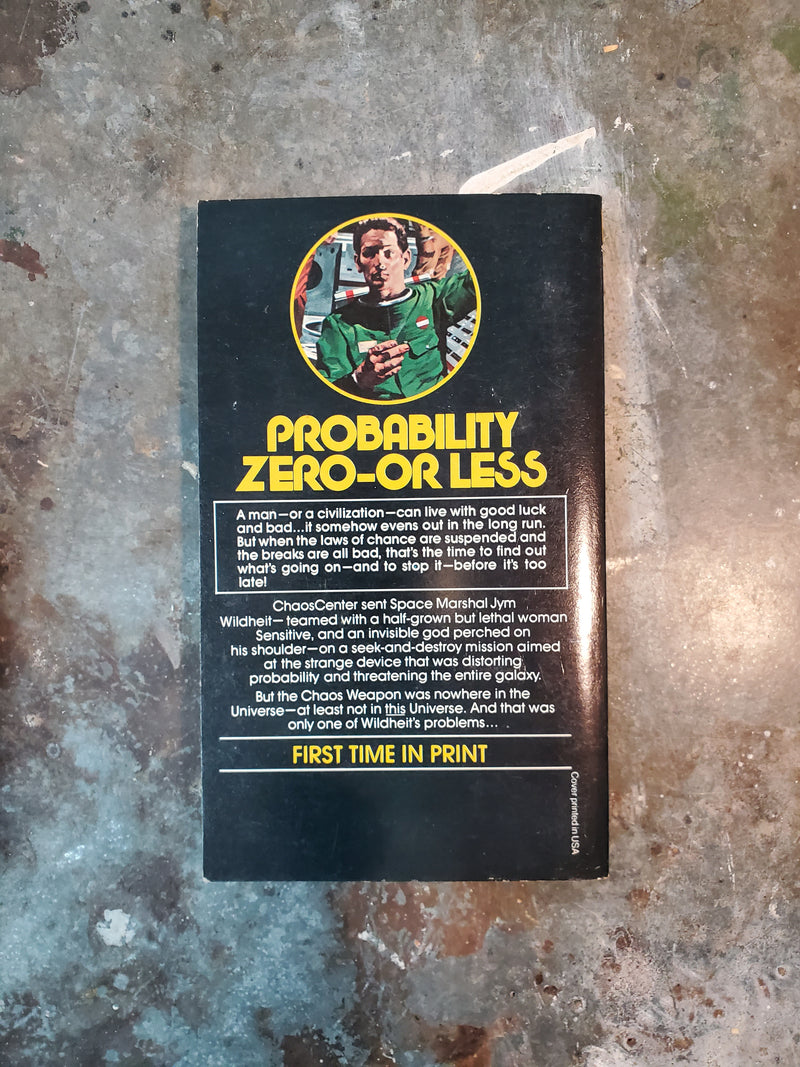 PROBABILITY
ZERO–OR LESS
A man—or a civilization—can live with good luck
and bad...it somehow evens out in the long run.
But when the laws of chance are suspended and
the breaks are all bad, that's the time to find out
what's going on—and to stop it—before it's too
late!
ChaosCenter sent Space Marshal Jym
Wildheit—teamed with a half-grown but lethal woman
Sensitive, and an invisible god perched on
his shoulder—on a seek-and-destroy mission aimed
at the strange device that was distorting
probability and threatening the entire galaxy.
But the Chaos Weapon was nowhere in the
Universe—at least not in this Universe. And that was
only one of Wildheit's problems...
FIRST TIME IN PRINT
Cover printed in USA